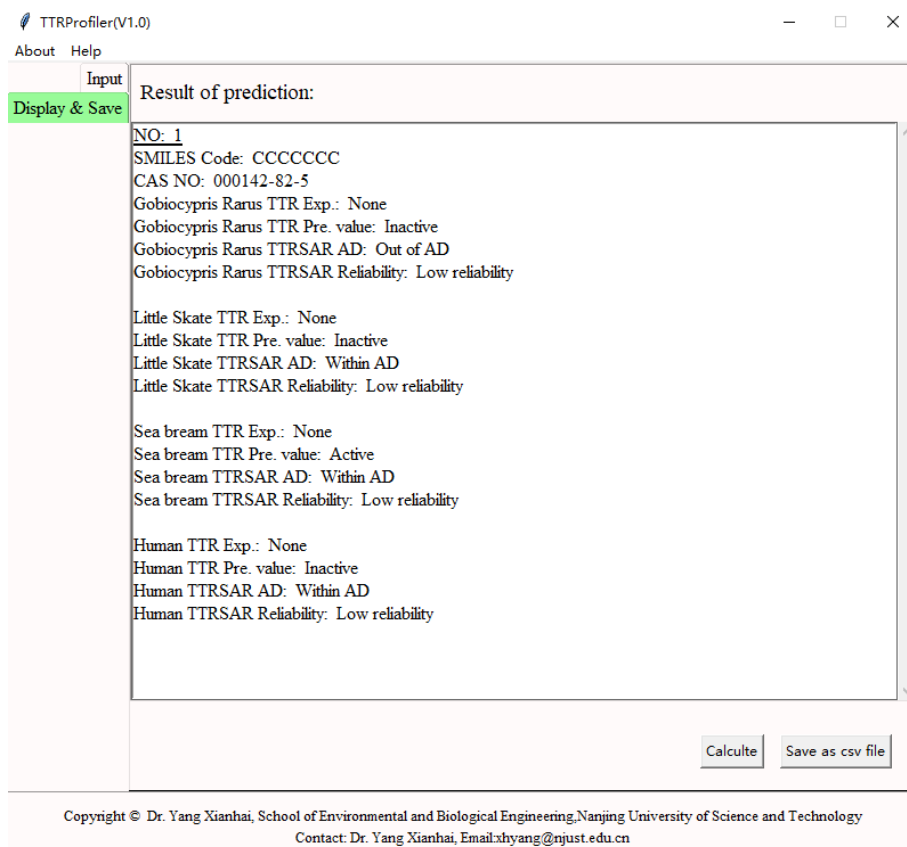 TTRProfiler(V1.0)
About Help
Input
Display & Save
Result of prediction:
NO: 1
SMILES Code: CCCCCCC
CAS NO: 000142-82-5
Gobiocypris Rarus TTR Exp.: None
Gobiocypris Rarus TTR Pre. value: Inactive
Gobiocypris Rarus TTRSAR AD: Out of AD
Gobiocypris Rarus TTRSAR Reliability: Low reliability
Little Skate TTR Exp.: None
Little Skate TTR Pre. value: Inactive
Little Skate TTRSAR AD: Within AD
Little Skate TTRSAR Reliability: Low reliability
Sea bream TTR Exp.: None
Sea bream TTR Pre. value: Active
Sea bream TTRSAR AD: Within AD
Sea bream TTRSAR Reliability: Low reliability
Human TTR Exp.: None
Human TTR Pre. value: Inactive
Human TTRSAR AD: Within AD
Human TTRSAR Reliability: Low reliability
Calculte
Save as csv file
Copyright © Dr. Yang Xianhai, School of Environmental and Biological Engineering,Nanjing University of Science and Technology
Contact: Dr. Yang Xianhai, Email:xhyang@njust.edu.cn